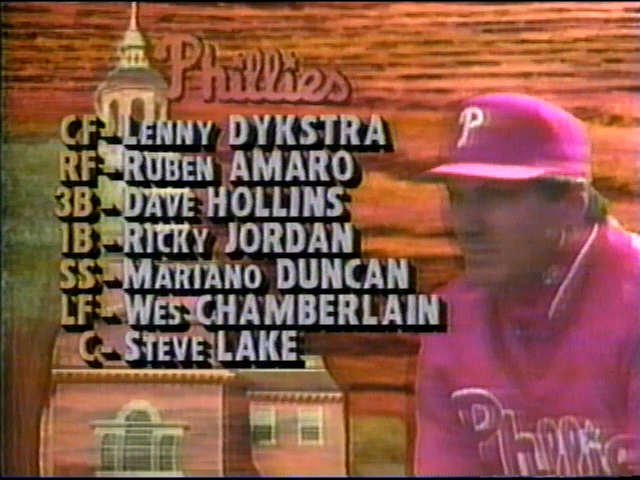 Phillies
CF-LENNY DYKSTRA
RF-RUBEN AMARO
3B-DAVE HOLLINS
1B-RICKY JORDAN
SS-MARIANO DUNCAN
LF-WES CHAMBERLAIN
C-STEVE LAKE
P
Phillies